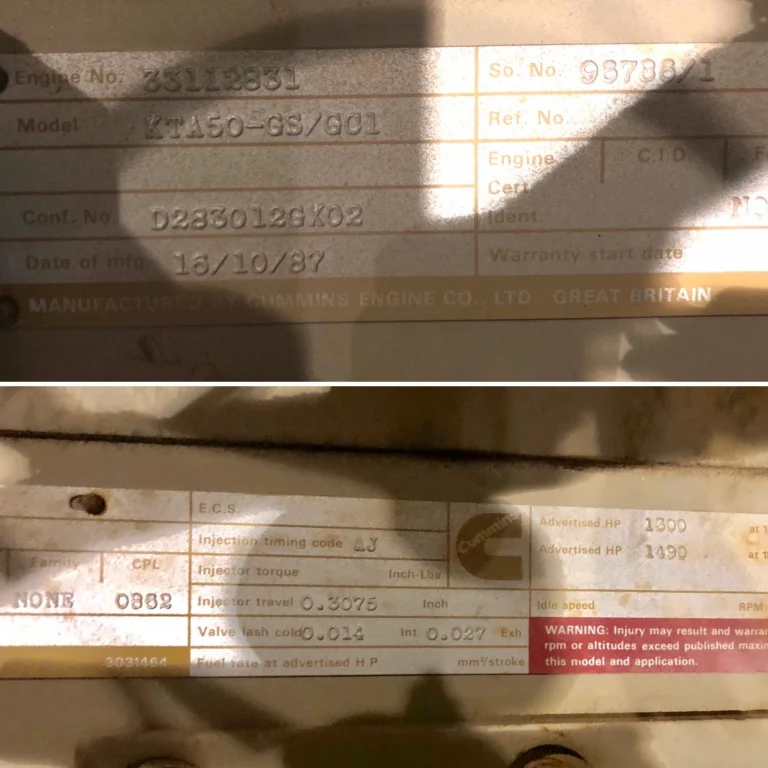 Engine No. 33112831
So. No. 96786/1
Model KTA50-GS/GC1
Ref. No
Engine C.I.D.
Cert.
Conf. No D283012GX02
Ident.
Date of mfg 16/10/87
Warranty start date
MANUFACTURED BY CUMMINS ENGINE CO., LTD. GREAT BRITAIN
E.C.S.
Cummins
Advertised HP 1300 at
Injection timing code AJ
Advertised HP 1490 at
Family CPL
Injector torque Inch-Lbs.
NONE 0862
Injector travel 0.3075 Inch
Idle speed RPM
Valve lash cold 0.014 Int 0.027 Exh
WARNING: Injury may result and
rpm or altitudes exceed published
this model and application.
3031464
Fuel rate at advertised H.P mm³/stroke